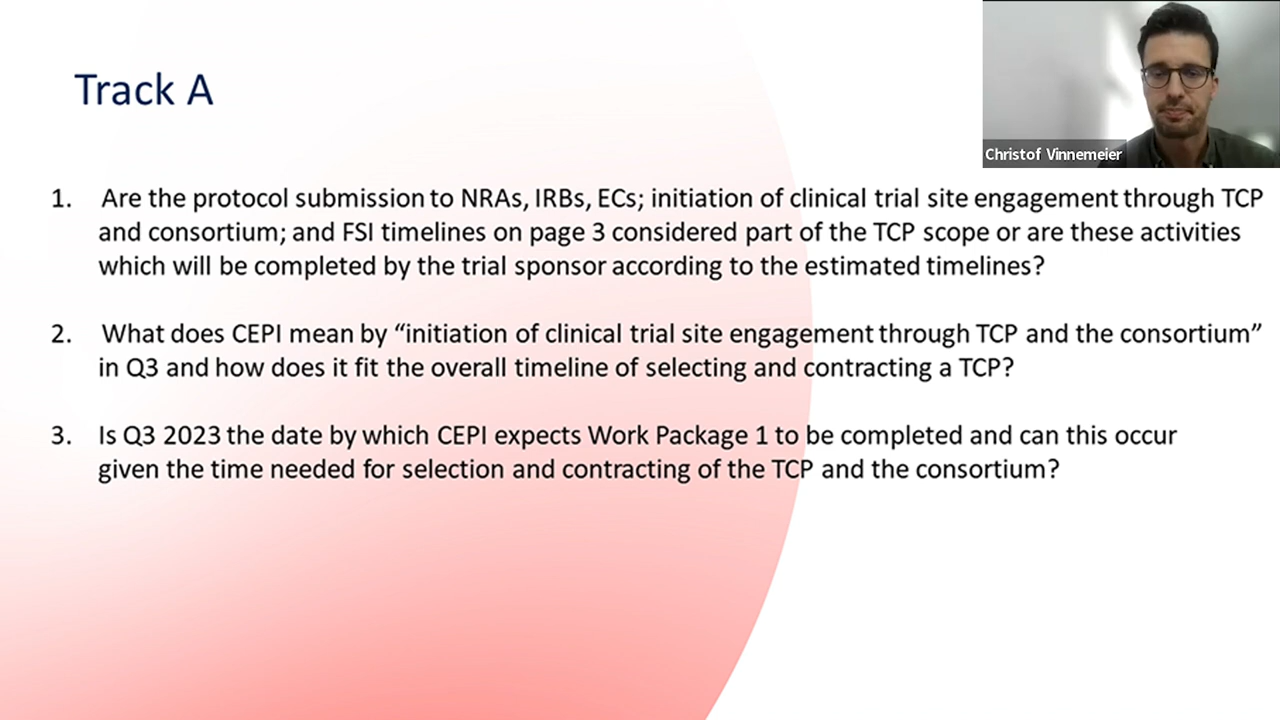 Track A
Christof Vinnemeier
1. Are the protocol submission to NRAs, IRBs, ECs; initiation of clinical trial site engagement through TCP
and consortium; and FSI timelines on page 3 considered part of the TCP scope or are these activities
which will be completed by the trial sponsor according to the estimated timelines?
2. What does CEPI mean by “initiation of clinical trial site engagement through TCP and the consortium”
in Q3 and how does it fit the overall timeline of selecting and contracting a TCP?
3. Is Q3 2023 the date by which CEPI expects Work Package 1 to be completed and can this occur
given the time needed for selection and contracting of the TCP and the consortium?